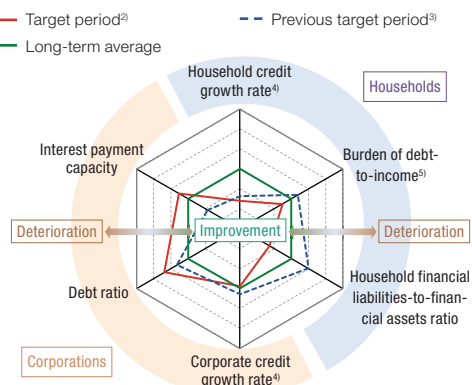 Target period2)
Previous target period3)
Long-term average
Household credit
growth rate4)
Households
Interest payment
capacity
Burden of debt-
to-income5)
Deterioration
Improvement
Deterioration
Debt ratio
Household financial
liabilities-to-finan-
cial assets ratio
Corporations
Corporate credit
growth rate4)